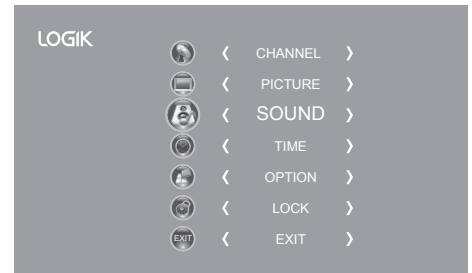 LOGIK
CHANNEL
PICTURE
SOUND
TIME
OPTION
LOCK
EXIT EXIT